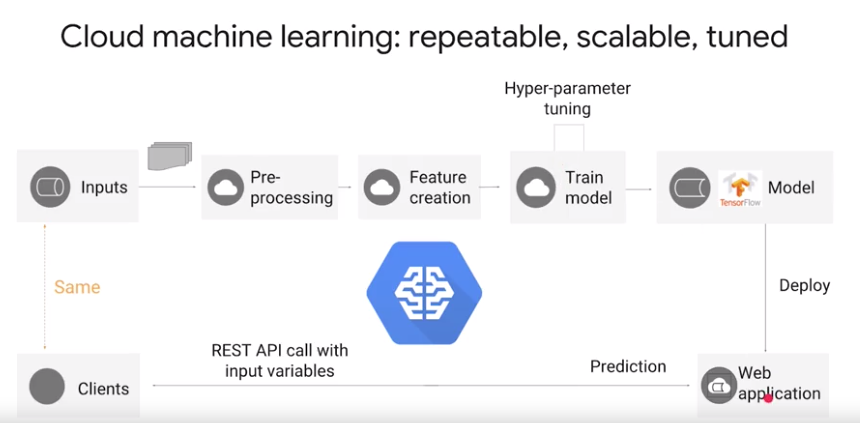 Cloud machine learning: repeatable, scalable, tuned
Hyper-parameter
tuning
Inputs
Pre-
processing
Feature
creation
Train
model
TensorFlow
Model
Same
Deploy
REST API call with
input variables
Prediction
Clients
Web
application